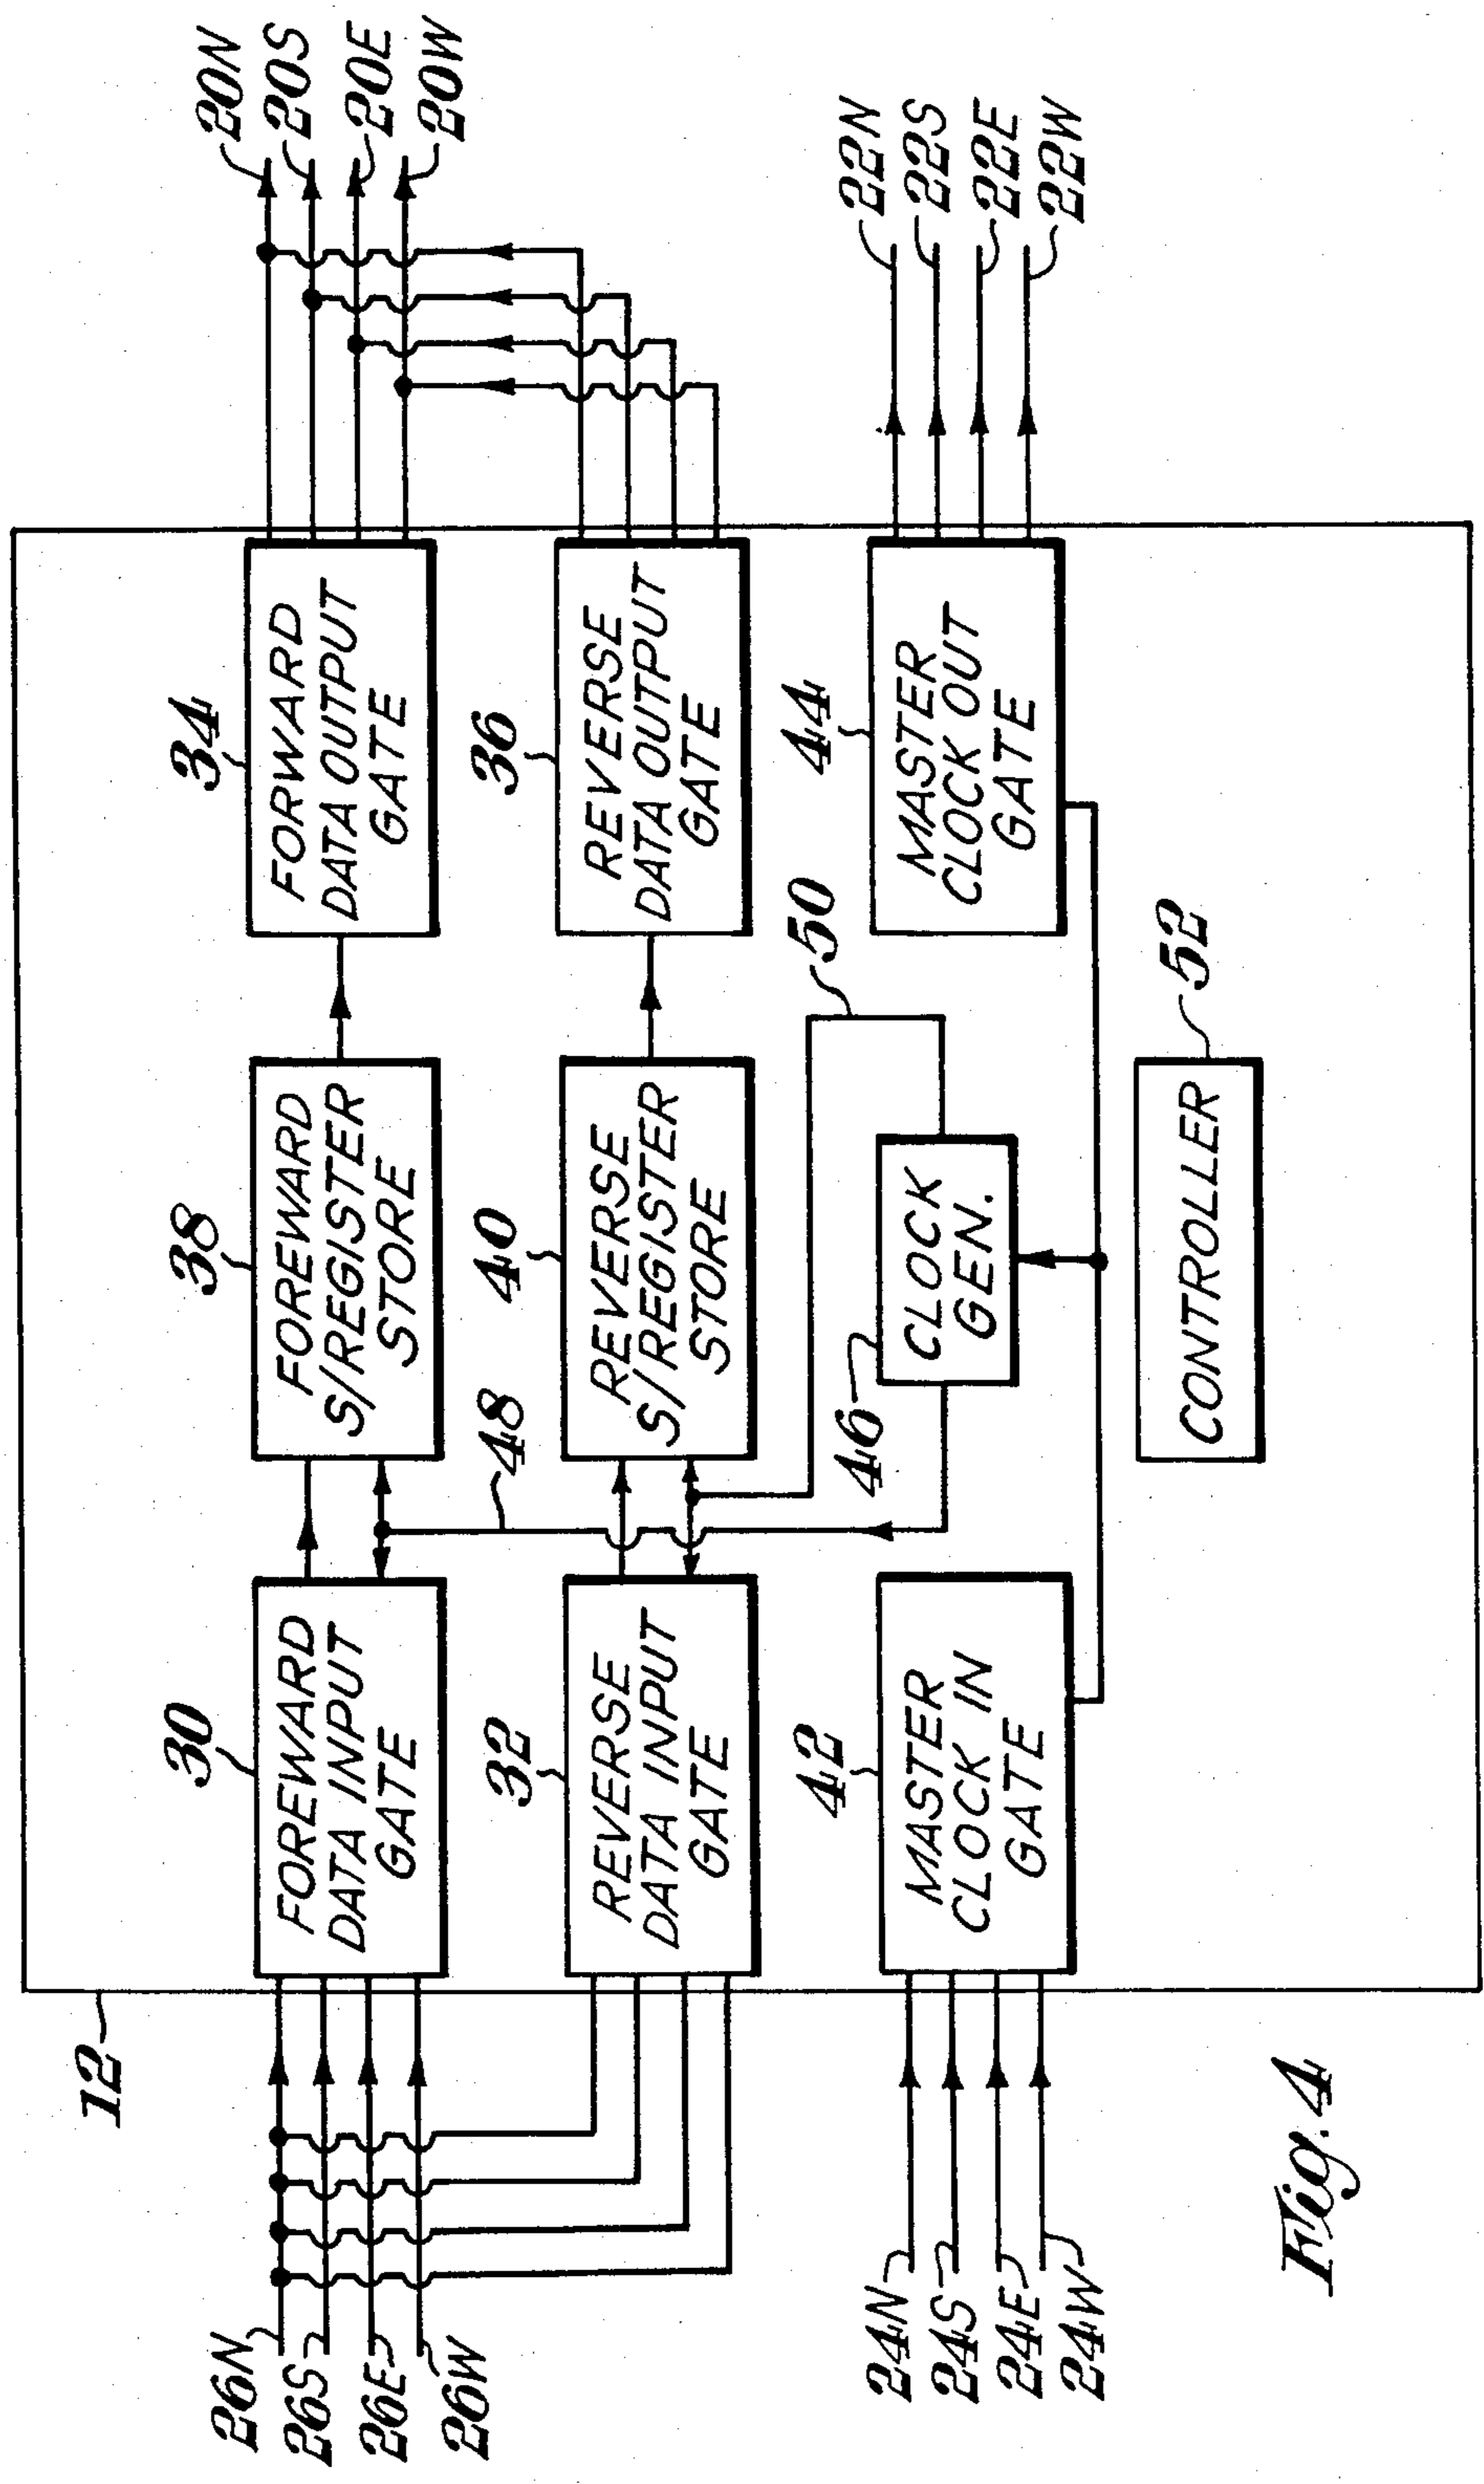 12
26N
26S
26E
26W
30
FOREWARD
DATA INPUT
GATE
38
FOREWARD
S/REGISTER
STORE
34
FORWARD
DATA OUTPUT
GATE
20N
20S
20E
20W
32
REVERSE
DATA INPUT
GATE
48
40
REVERSE
S/REGISTER
STORE
36
REVERSE
DATA OUTPUT
GATE
24N
24S
24E
24W
42
MASTER
CLOCK IN
GATE
46
CLOCK
GEN.
50
44
MASTER
CLOCK OUT
GATE
22N
22S
22E
22W
CONTROLLER
52
Fig. 4